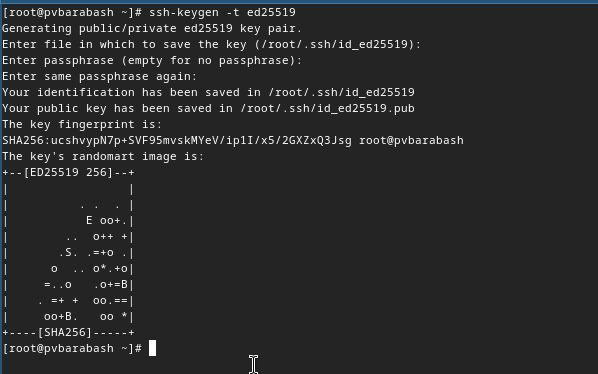 [root@pvbarabash ~]# ssh-keygen -t ed25519
Generating public/private ed25519 key pair.
Enter file in which to save the key (/root/.ssh/id_ed25519):
Enter passphrase (empty for no passphrase):
Enter same passphrase again:
Your identification has been saved in /root/.ssh/id_ed25519
Your public key has been saved in /root/.ssh/id_ed25519.pub
The key fingerprint is:
SHA256:ucshvypN7p+SVF95mvskMYeV/ip1I/x5/2GXZxQ3Jsg root@pvbarabash
The key's randomart image is:
+--[ED25519 256]--+
|                 |
|          . .  . |
|           E oo+.|
|        ..  o++ +|
|       .S. .=+o .|
|      o  .. o*.+o|
|     =..o   .o+=B|
|    . =+ +  oo.==|
|     oo+B.   oo *|
+----[SHA256]-----+
[root@pvbarabash ~]#